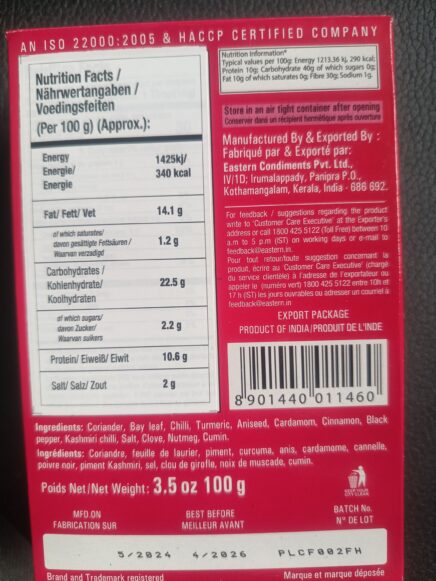 AN ISO 22000:2005 & HACCP CERTIFIED COMPANY
Nutrition Facts /
Nährwertangaben /
Voedingsfeiten
(Per 100 g) (Approx.):
Energy
Energie/
Energie
1425kj/
340 kcal
Fat/ Fett/ Vet
14.1 g
of which saturates/
davon gesättigte Fettsäuren/
Waarvan verzadigd
1.2 g
Carbohydrates /
Kohlenhydrate/
Koolhydraten
22.5 g
of which sugars/
davon Zucker/
Waarvan suikers
2.2 g
Protein/ Eiweiß/ Eiwit
10.6 g
Salt/ Salz/ Zout
2 g
Nutrition Information*
Typical values per 100g: Energy 1213.36 kj, 290 kcal;
Protein 10g; Carbohydrate 40g of which sugars 0g;
Fat 10g of which saturates 0g; Fibre 30g; Sodium 1g.
Store in an air tight container after opening
Conserver dans un récipient hermétique après ouverture
Manufactured By & Exported By :
Fabriqué par & Exporté par:
Eastern Condiments Pvt. Ltd.,
IV/1D; Irumalappady, Panipra P.O.,
Kothamangalam, Kerala, India - 686 692.
For feedback / suggestions regarding the product
write to 'Customer Care Executive' at the Exporter's
address or call 1800 425 5122 (Toll Free) between 10
a.m to 5 p.m (IST) on working days or e-mail to
feedback@eastern.in
Pour tout retour/toute suggestion concernant la
produit, écrire au Customer Care Executive' (chargé
du service clientèle) à l'adresse de l'exportateur ou
appeler le (numéro vert) 1800 425 5122 entre 10h et
17 h (IST) les jours ouvrables ou adresser un courriel à
feedback@eastern.in
EXPORT PACKAGE
PRODUCT OF INDIA/PRODUIT DE L'INDE
8 901440 011460
Ingredients: Coriander, Bay leaf, Chilli, Turmeric, Aniseed, Cardamom, Cinnamon, Black
pepper, Kashmiri chilli, Salt, Clove, Nutmeg, Cumin.
Ingrédients: Coriandre, feuille de laurier, piment, curcuma, anis, cardamome, cannelle,
poivre noir, piment Kashmiri, sel, clou de girofle, noix de muscade, cumin.
Poids Net/Net Weight: 3.5 oz 100 g
KEEP YOUR
CITY CLEAN
MFD.ON
FABRICATION SUR
BEST BEFORE
MEILLEUR AVANT
BATCH No.
N° DE LOT
5/2024 4/2026 PLCF002FH
Brand and Trademark registered
Marque et marque déposée